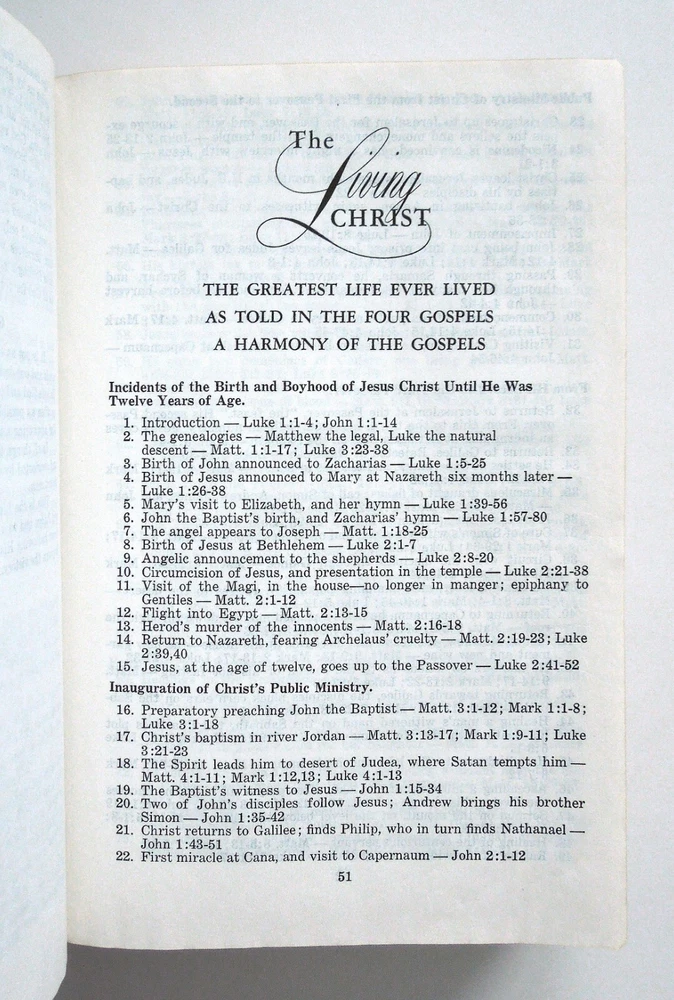 The
Living
CHRIST
THE GREATEST LIFE EVER LIVED
AS TOLD IN THE FOUR GOSPELS
A HARMONY OF THE GOSPELS
Incidents of the Birth and Boyhood of Jesus Christ Until He Was
Twelve Years of Age.
1. Introduction — Luke 1:1-4; John 1:1-14
2. The genealogies — Matthew the legal, Luke the natural
descent — Matt. 1:1-17; Luke 3:23-38
3. Birth of John announced to Zacharias — Luke 1:5-25
4. Birth of Jesus announced to Mary at Nazareth six months later —
Luke 1:26-38
5. Mary's visit to Elizabeth, and her hymn — Luke 1:39-56
6. John the Baptist's birth, and Zacharias' hymn — Luke 1:57-80
7. The angel appears to Joseph — Matt. 1:18-25
8. Birth of Jesus at Bethlehem — Luke 2:1-7
9. Angelic announcement to the shepherds — Luke 2:8-20
10. Circumcision of Jesus, and presentation in the temple — Luke 2:21-38
11. Visit of the Magi, in the house—no longer in manger; epiphany to
Gentiles — Matt. 2:1-12
12. Flight into Egypt — Matt. 2:13-15
13. Herod's murder of the innocents — Matt. 2:16-18
14. Return to Nazareth, fearing Archelaus' cruelty — Matt. 2:19-23; Luke
2:39,40
15. Jesus, at the age of twelve, goes up to the Passover — Luke 2:41-52
Inauguration of Christ's Public Ministry.
16. Preparatory preaching John the Baptist — Matt. 3:1-12; Mark 1:1-8;
Luke 3:1-18
17. Christ's baptism in river Jordan — Matt. 3:13-17; Mark 1:9-11; Luke
3:21-23
18. The Spirit leads him to desert of Judea, where Satan tempts him —
Matt. 4:1-11; Mark 1:12,13; Luke 4:1-13
19. The Baptist's witness to Jesus — John 1:15-34
20. Two of John's disciples follow Jesus; Andrew brings his brother
Simon — John 1:35-42
21. Christ returns to Galilee; finds Philip, who in turn finds Nathanael —
John 1:43-51
22. First miracle at Cana, and visit to Capernaum — John 2:1-12
51